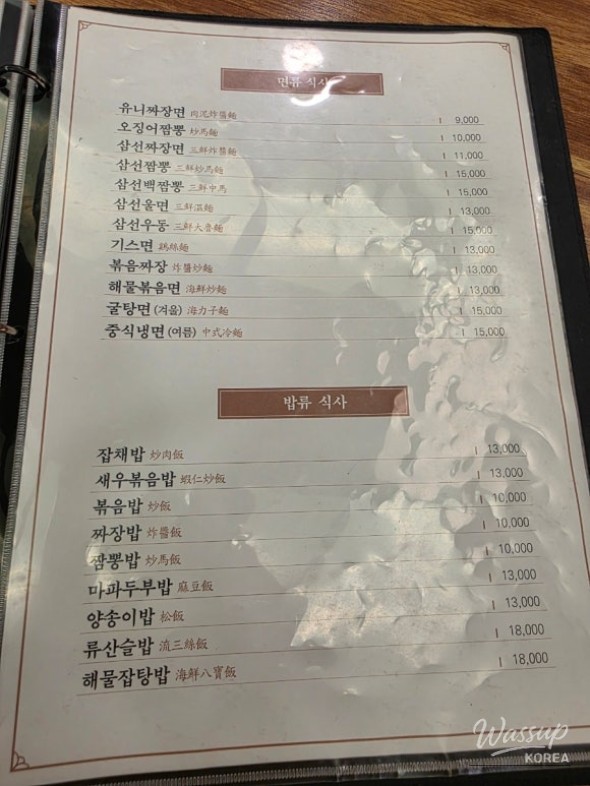 면류 식사
유니짜장면 肉泥炸醬麵 9,000
오징어짬뽕 炒馬麵 10,000
삼선짜장면 三鮮炸醬麵 11,000
삼선짬뽕 三鮮炒馬麵 15,000
삼선백짬뽕 三鮮中馬 15,000
삼선울면 三鮮溫麵 13,000
삼선우동 三鮮大滷麵 15,000
기스면 鷄絲麵 13,000
볶음짜장 炸醬炒麵 13,000
해물볶음면 海鮮炒麵 13,000
굴탕면 (겨울) 海力子麵 15,000
중식냉면 (여름) 中式冷麵 15,000
밥류 식사
잡채밥 炒肉飯 13,000
새우볶음밥 蝦仁炒飯 13,000
볶음밥 炒飯 10,000
짜장밥 炸醬飯 10,000
짬뽕밥 炒馬飯 10,000
마파두부밥 麻豆飯 13,000
양송이밥 松飯 13,000
류산슬밥 流三絲飯 18,000
해물잡탕밥 海鮮八寶飯 18,000
Wassup
KOREA